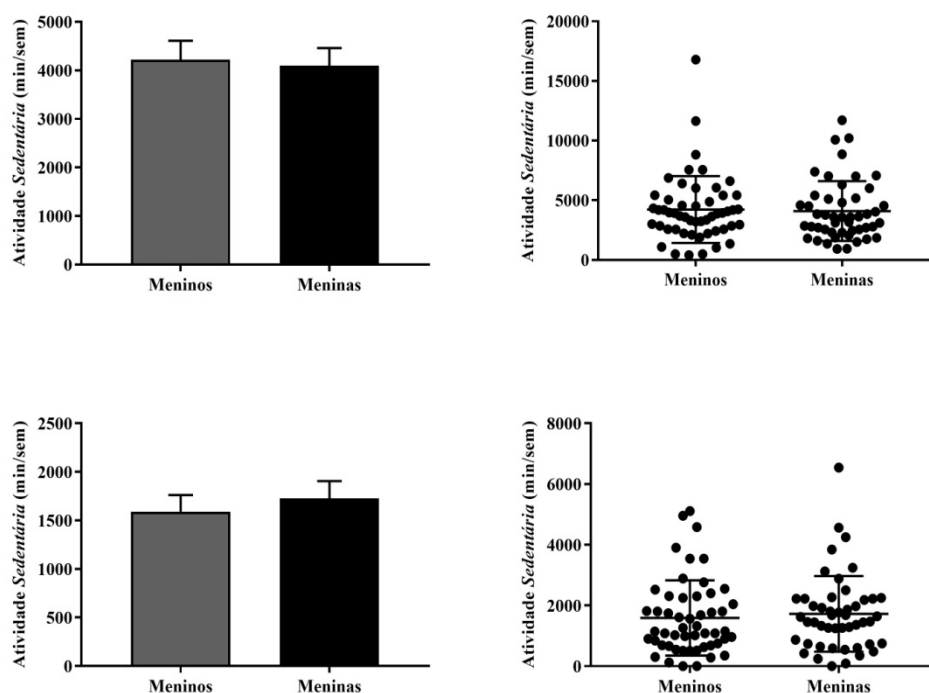 Atividade Sedentária (min/sem)
5000
4000
3000
2000
1000
0
Meninos
Meninas
Atividade Sedentária (min/sem)
20000
15000
10000
5000
0
Meninos
Meninas
Atividade Sedentária (min/sem)
2500
2000
1500
1000
500
0
Meninos
Meninas
Atividade Sedentária (min/sem)
8000
6000
4000
2000
0
Meninos
Meninas